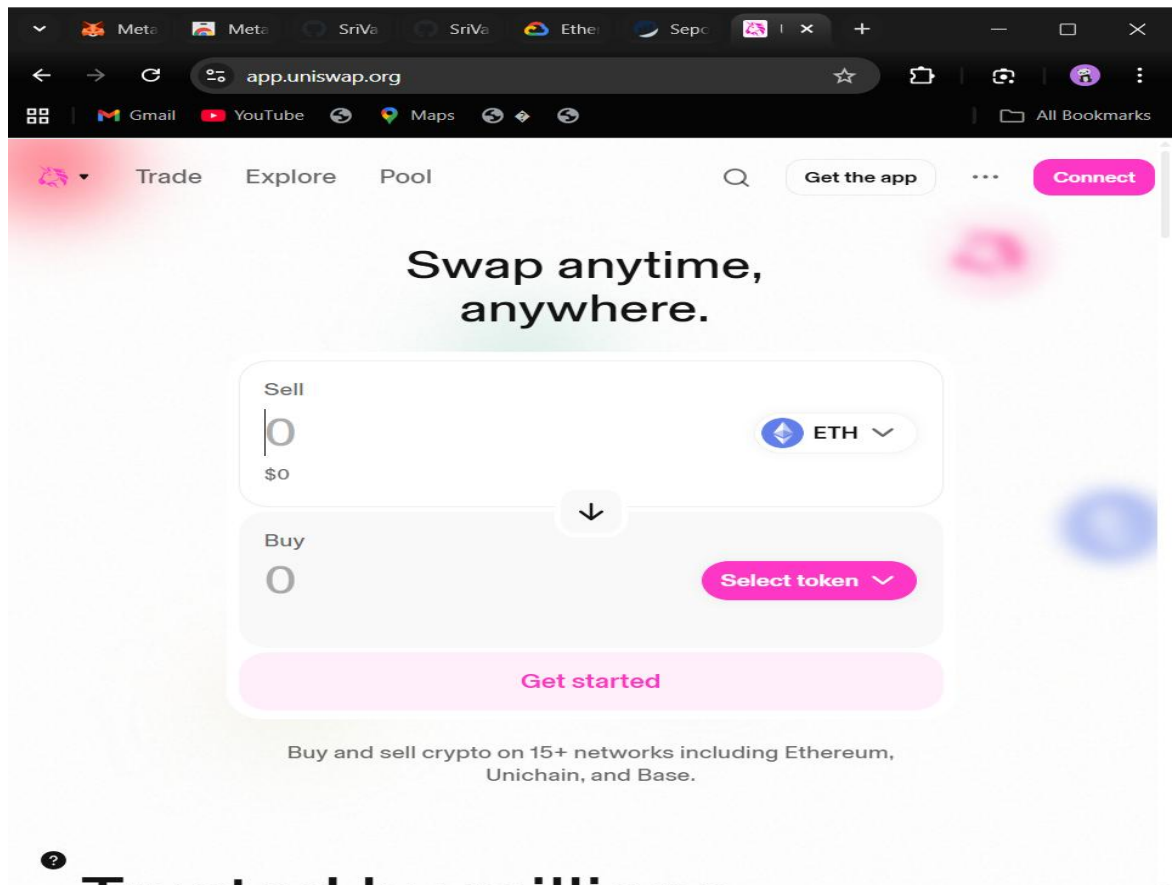 Meta Meta SriVa SriVa Ether Sepo
app.uniswap.org
Gmail YouTube Maps All Bookmarks
Trade Explore Pool Get the app Connect
Swap anytime,
anywhere.
Sell
0 ETH
$0
Buy
0 Select token
Get started
Buy and sell crypto on 15+ networks including Ethereum,
Unichain, and Base.